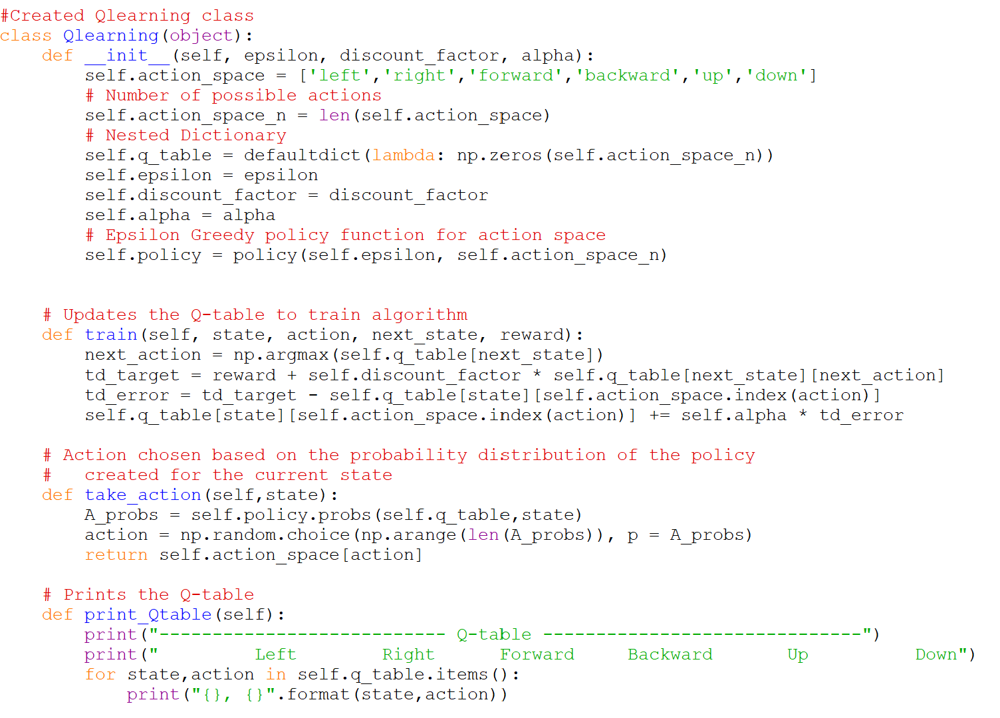 #Created Qlearning class
class Qlearning(object):
    def __init__(self, epsilon, discount_factor, alpha):
        self.action_space = ['left','right','forward','backward','up','down']
        # Number of possible actions
        self.action_space_n = len(self.action_space)
        # Nested Dictionary
        self.q_table = defaultdict(lambda: np.zeros(self.action_space_n))
        self.epsilon = epsilon
        self.discount_factor = discount_factor
        self.alpha = alpha
        # Epsilon Greedy policy function for action space
        self.policy = policy(self.epsilon, self.action_space_n)

    # Updates the Q-table to train algorithm
    def train(self, state, action, next_state, reward):
        next_action = np.argmax(self.q_table[next_state])
        td_target = reward + self.discount_factor * self.q_table[next_state][next_action]
        td_error = td_target - self.q_table[state][self.action_space.index(action)]
        self.q_table[state][self.action_space.index(action)] += self.alpha * td_error

    # Action chosen based on the probability distribution of the policy
    #   created for the current state
    def take_action(self,state):
        A_probs = self.policy.probs(self.q_table,state)
        action = np.random.choice(np.arange(len(A_probs)), p = A_probs)
        return self.action_space[action]

    # Prints the Q-table
    def print_Qtable(self):
        print("--------------------------- Q-table ------------------------------")
        print("         Left        Right      Forward     Backward       Up          Down")
        for state,action in self.q_table.items():
            print("{}, {}".format(state,action))